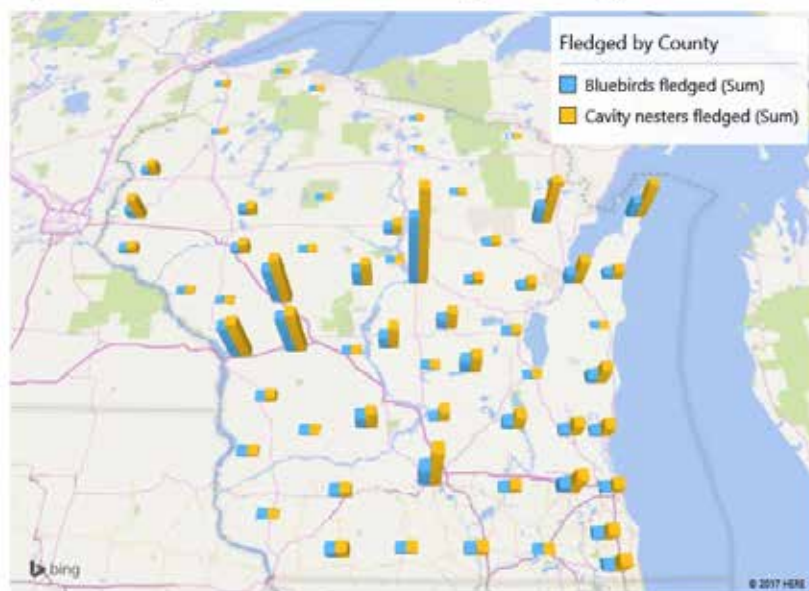 Fledged by County
Bluebirds fledged (Sum)
Cavity nesters fledged (Sum)
bing
© 2017 HERE